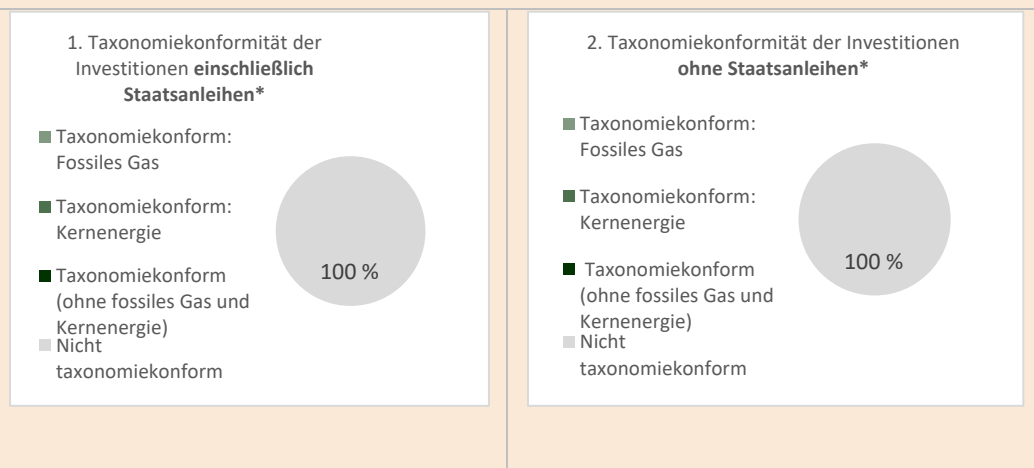 1. Taxonomiekonformität der
Investitionen einschließlich
Staatsanleihen*
Taxonomiekonform:
Fossiles Gas
Taxonomiekonform:
Kernenergie
Taxonomiekonform
(ohne fossiles Gas und
Kernenergie)
Nicht
taxonomiekonform
100 %
2. Taxonomiekonformität der Investitionen
ohne Staatsanleihen*
Taxonomiekonform:
Fossiles Gas
Taxonomiekonform:
Kernenergie
Taxonomiekonform
(ohne fossiles Gas und
Kernenergie)
Nicht
taxonomiekonform
100 %